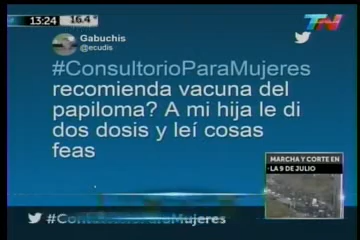 13:24 16.4°
TN
Gabuchis
@ecudis
#ConsultorioParaMujeres
recomienda vacuna del
papiloma? A mi hija le di
dos dosis y leí cosas
feas
MARCHA Y CORTE EN
LA 9 DE JULIO
#ConsultorioParaMujeres